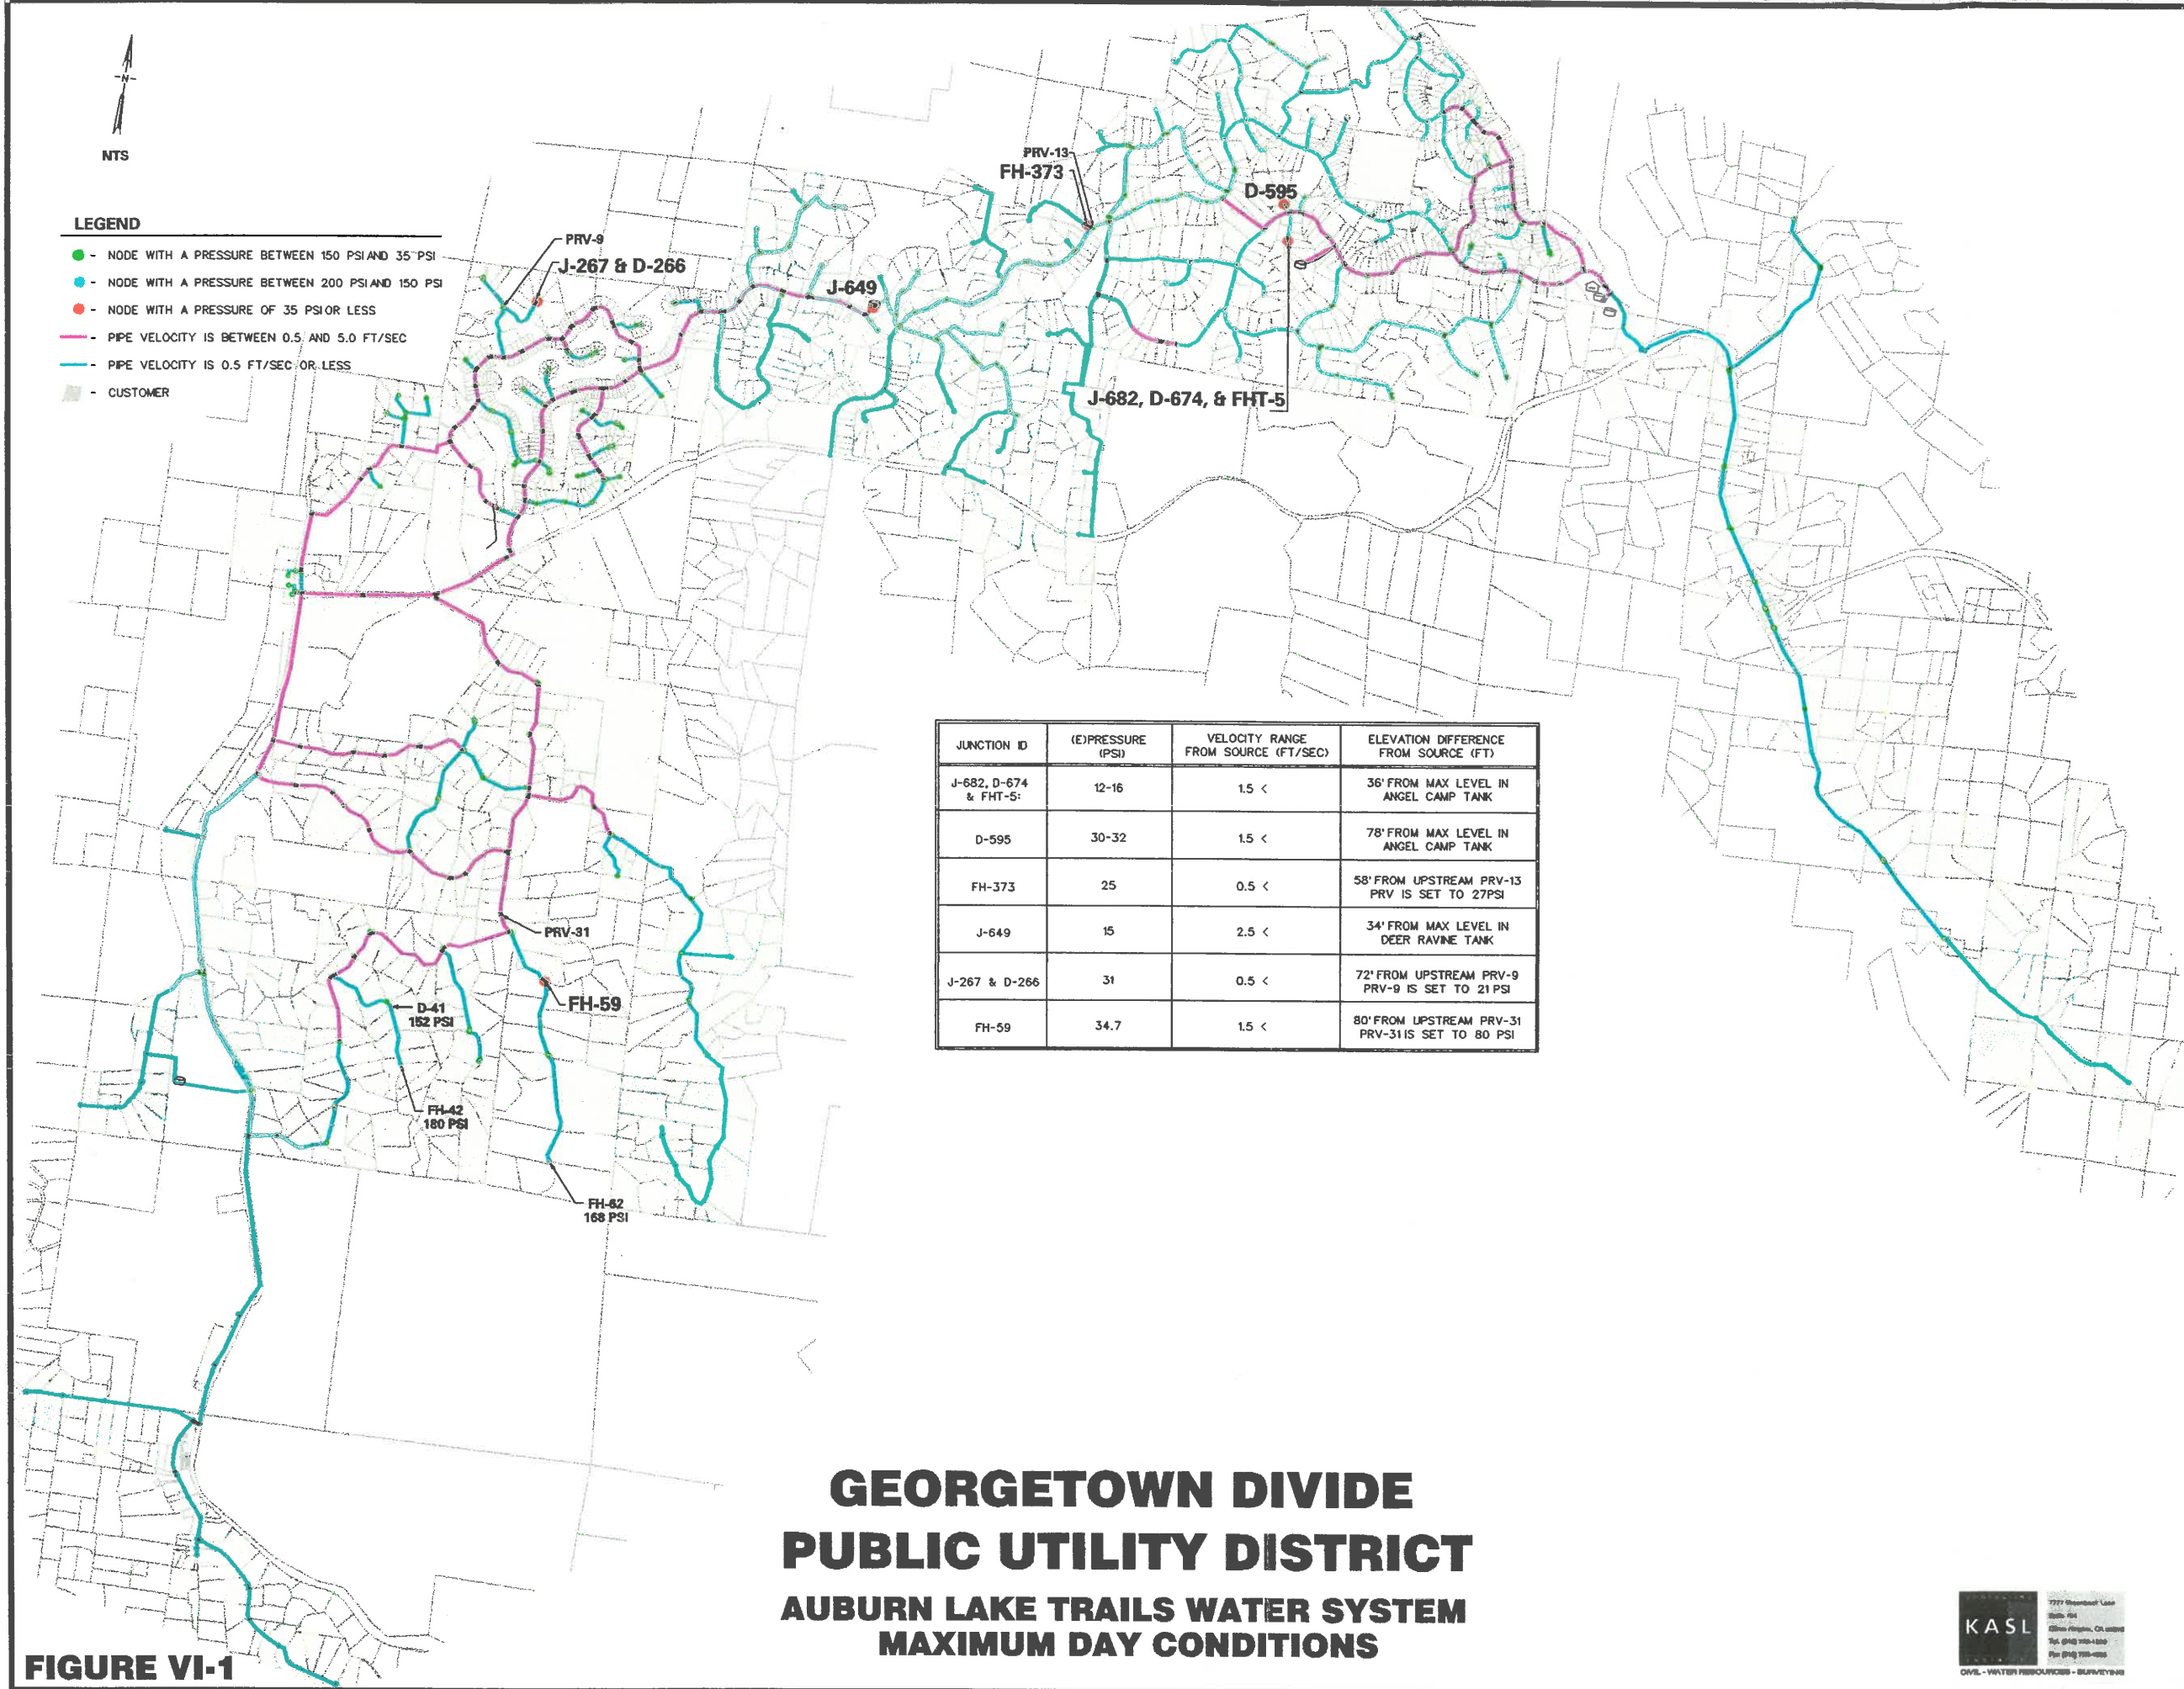 -N-
NTS
LEGEND
- NODE WITH A PRESSURE BETWEEN 150 PSI AND 35 PSI
- NODE WITH A PRESSURE BETWEEN 200 PSI AND 150 PSI
- NODE WITH A PRESSURE OF 35 PSI OR LESS
- PIPE VELOCITY IS BETWEEN 0.5 AND 5.0 FT/SEC
- PIPE VELOCITY IS 0.5 FT/SEC OR LESS
- CUSTOMER
PRV-9
J-267 & D-266
J-649
PRV-13
FH-373
D-595
J-682, D-674, & FHT-5
PRV-31
FH-59
D-41
152 PSI
FH-42
180 PSI
FH-62
168 PSI
JUNCTION ID
(E)PRESSURE
(PSI)
VELOCITY RANGE
FROM SOURCE (FT/SEC)
ELEVATION DIFFERENCE
FROM SOURCE (FT)
J-682, D-674
& FHT-5:
12-16
1.5 <
36' FROM MAX LEVEL IN
ANGEL CAMP TANK
D-595
30-32
1.5 <
78' FROM MAX LEVEL IN
ANGEL CAMP TANK
FH-373
25
0.5 <
58' FROM UPSTREAM PRV-13
PRV IS SET TO 27PSI
J-649
15
2.5 <
34' FROM MAX LEVEL IN
DEER RAVINE TANK
J-267 & D-266
31
0.5 <
72' FROM UPSTREAM PRV-9
PRV-9 IS SET TO 21 PSI
FH-59
34.7
1.5 <
80' FROM UPSTREAM PRV-31
PRV-31 IS SET TO 80 PSI
GEORGETOWN DIVIDE
PUBLIC UTILITY DISTRICT
AUBURN LAKE TRAILS WATER SYSTEM
MAXIMUM DAY CONDITIONS
FIGURE VI-1
KASL
CIVIL - WATER RESOURCES - SURVEYING